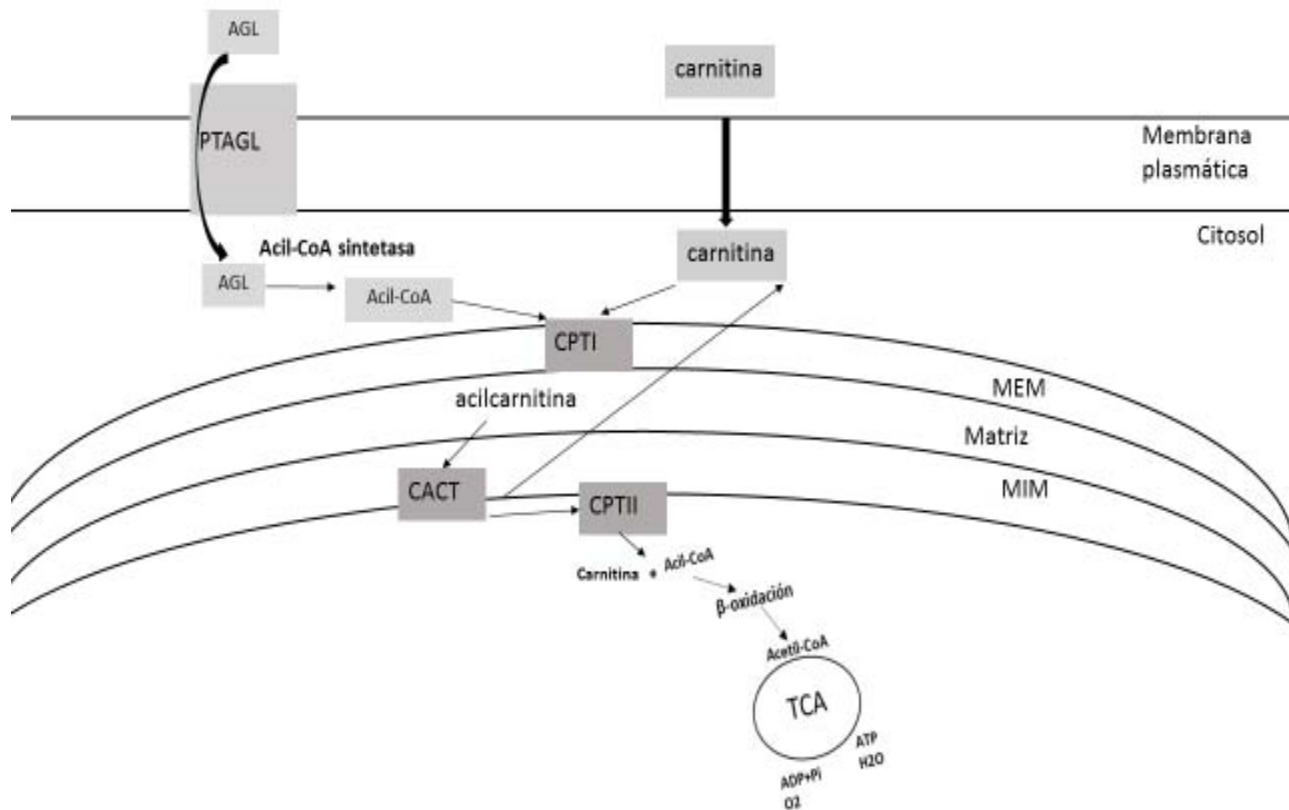 AGL
carnitina
PTAGL
Membrana
plasmática
Citosol
Acil-CoA sintetasa
carnitina
AGL
Acil-CoA
CPTI
MEM
acilcarnitina
Matriz
CACT
CPTII
MIM
Carnitina + Acil-CoA
β-oxidación
Acetil-CoA
TCA
ATP
H2O
ADP+Pi
O2